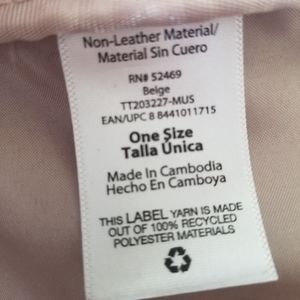 Non-Leather Material/
Material Sin Cuero
RN# 52469
Beige
TT203227-MUS
EAN/UPC 8 8441011715
One Size
Talla Única
Made In Cambodia
Hecho En Camboya
THIS LABEL YARN IS MADE
OUT OF 100% RECYCLED
POLYESTER MATERIALS